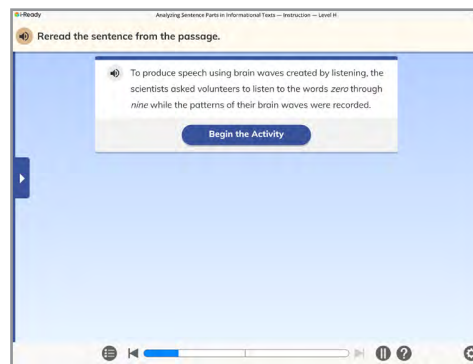 i-Ready
Analyzing Sentence Parts in Informational Texts — Instruction — Level H
Reread the sentence from the passage.
To produce speech using brain waves created by listening, the
scientists asked volunteers to listen to the words zero through
nine while the patterns of their brain waves were recorded.
Begin the Activity
?